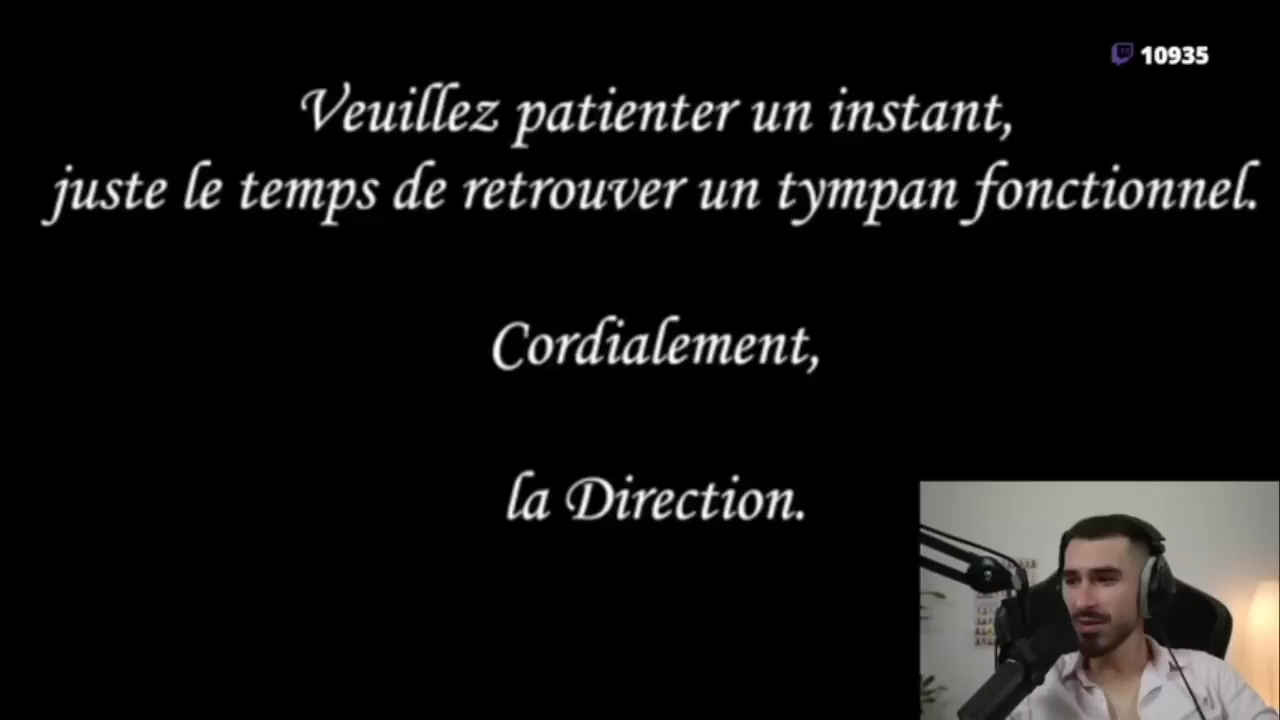 10935
Veuillez patienter un instant,
juste le temps de retrouver un tympan fonctionnel.
Cordialement,
la Direction.